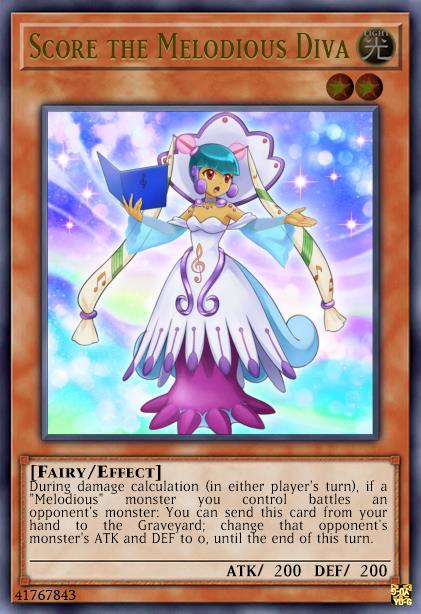 Score the Melodious Diva
LIGHT
光
[Fairy/Effect]
During damage calculation (in either player's turn), if a
"Melodious" monster you control battles an
opponent's monster: You can send this card from your
hand to the Graveyard; change that opponent's
monster's ATK and DEF to 0, until the end of this turn.
ATK/ 200 DEF/ 200
41767843